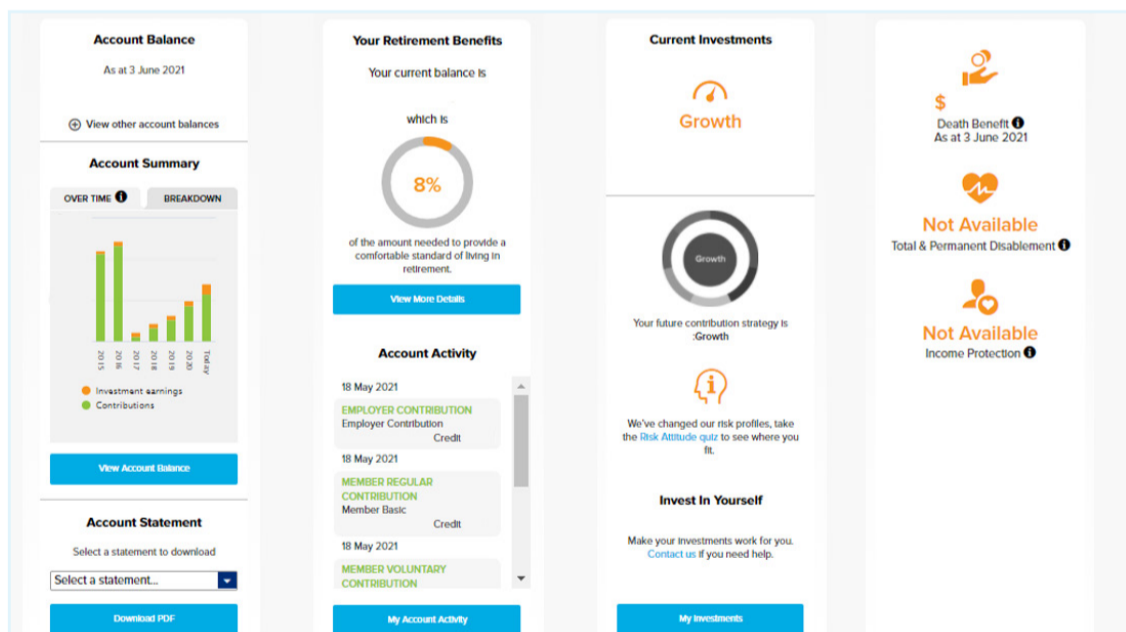 Account Balance
As at 3 June 2021
View other account balances
Account Summary
OVER TIME
BREAKDOWN
2015
2016
2017
2018
2019
2020
Today
Investment earnings
Contributions
View Account Balance
Account Statement
Select a statement to download
Select a statement...
Download PDF
Your Retirement Benefits
Your current balance is
which is
8%
of the amount needed to provide a
comfortable standard of living in
retirement.
View More Details
Account Activity
18 May 2021
EMPLOYER CONTRIBUTION
Employer Contribution
Credit
18 May 2021
MEMBER REGULAR
CONTRIBUTION
Member Basic
Credit
18 May 2021
MEMBER VOLUNTARY
CONTRIBUTION
My Account Activity
Current Investments
Growth
Growth
Your future contribution strategy is
:Growth
We've changed our risk profiles, take
the Risk Attitude quiz to see where you
fit.
Invest In Yourself
Make your investments work for you.
Contact us if you need help.
My Investments
$
Death Benefit
As at 3 June 2021
Not Available
Total & Permanent Disablement
Not Available
Income Protection